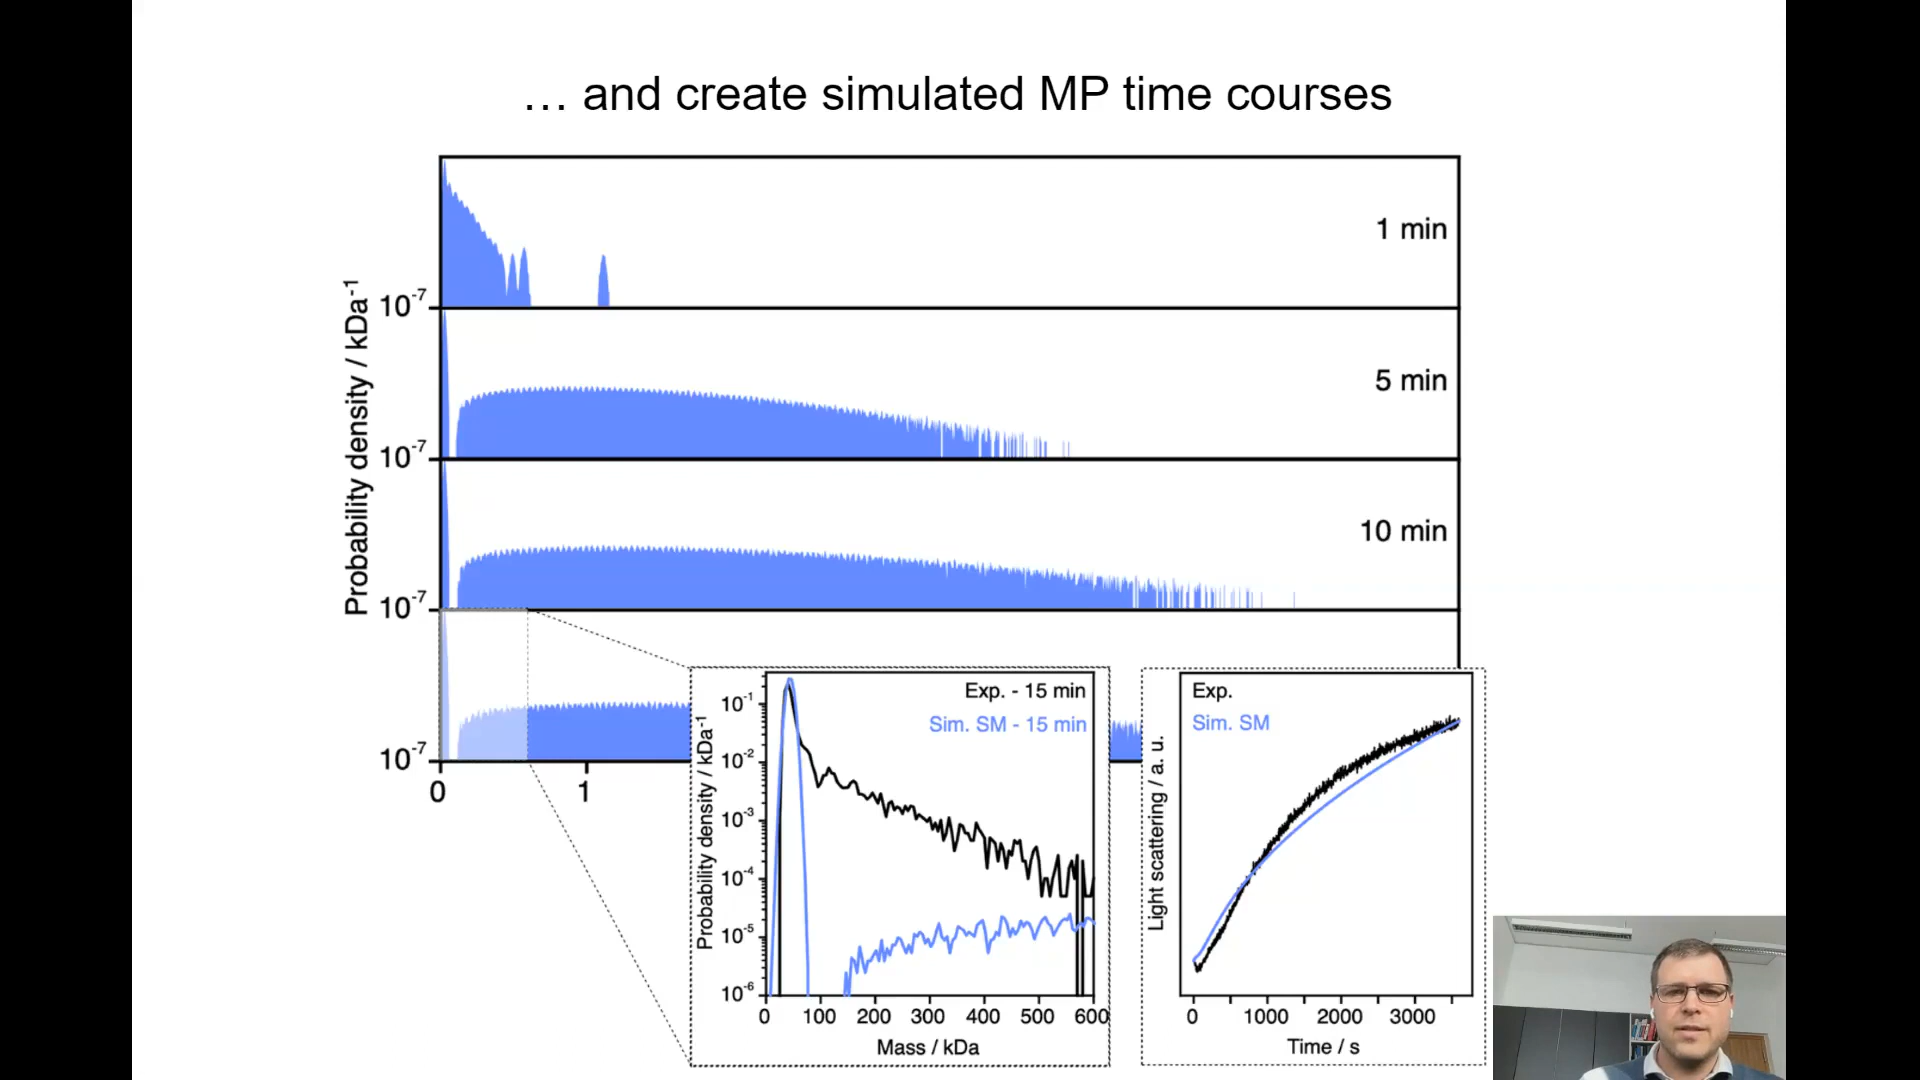 … and create simulated MP time courses
Probability density / kDa⁻¹
1 min
10⁻⁷
5 min
10⁻⁷
10 min
10⁻⁷
10⁻⁷
0
1
Probability density / kDa⁻¹
Exp. - 15 min
Sim. SM - 15 min
10⁻¹
10⁻²
10⁻³
10⁻⁴
10⁻⁵
10⁻⁶
0 100 200 300 400 500 600
Mass / kDa
Light scattering / a. u.
Exp.
Sim. SM
0 1000 2000 3000
Time / s